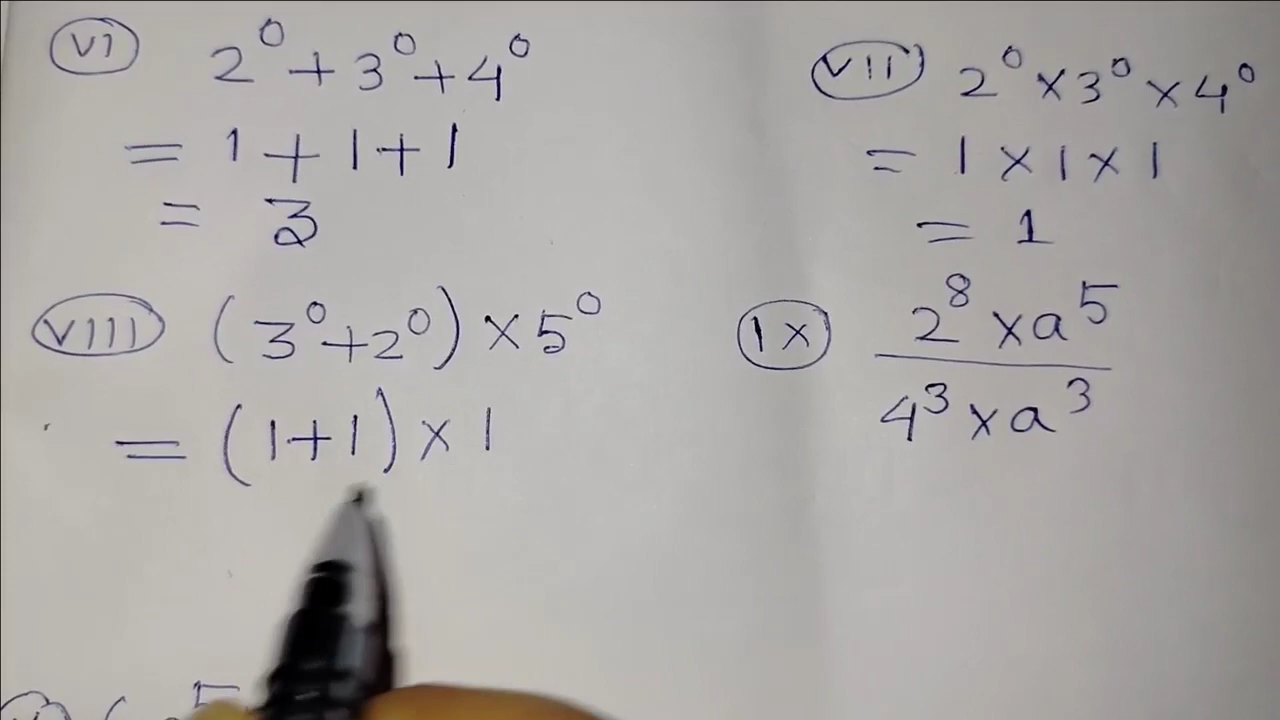 (vi) 2⁰ + 3⁰ + 4⁰
= 1 + 1 + 1
= 3
(vii) 2⁰ × 3⁰ × 4⁰
= 1 × 1 × 1
= 1
(viii) (3⁰ + 2⁰) × 5⁰
= (1 + 1) × 1
(ix) 2⁸ × a⁵
4³ × a³